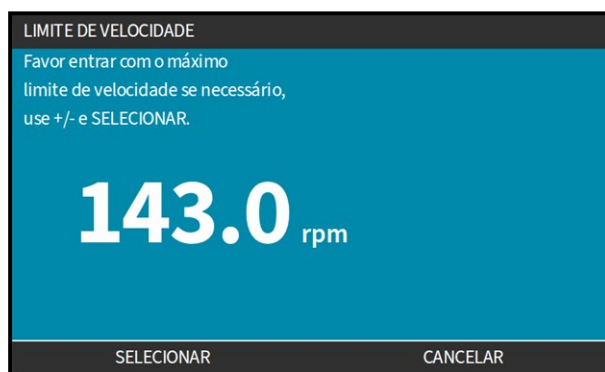 LIMITE DE VELOCIDADE
Favor entrar com o máximo
limite de velocidade se necessário,
use +/- e SELECIONAR.
143.0 rpm
SELECIONAR CANCELAR